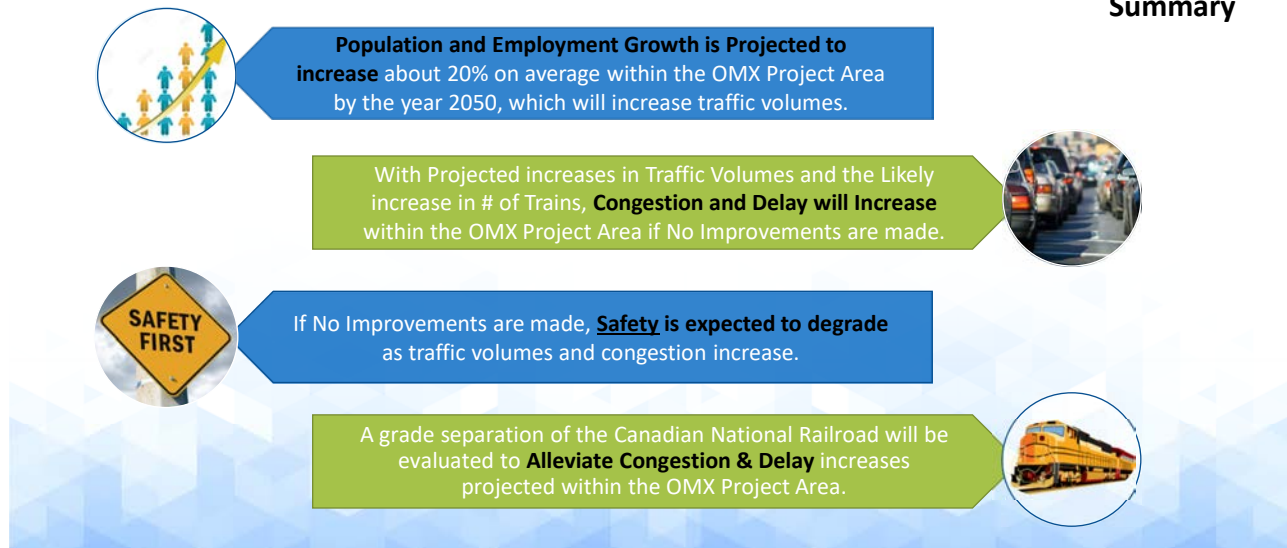 Summary
Population and Employment Growth is Projected to
increase about 20% on average within the OMX Project Area
by the year 2050, which will increase traffic volumes.
With Projected increases in Traffic Volumes and the Likely
increase in # of Trains, Congestion and Delay will Increase
within the OMX Project Area if No Improvements are made.
SAFETY
FIRST
If No Improvements are made, Safety is expected to degrade
as traffic volumes and congestion increase.
A grade separation of the Canadian National Railroad will be
evaluated to Alleviate Congestion & Delay increases
projected within the OMX Project Area.